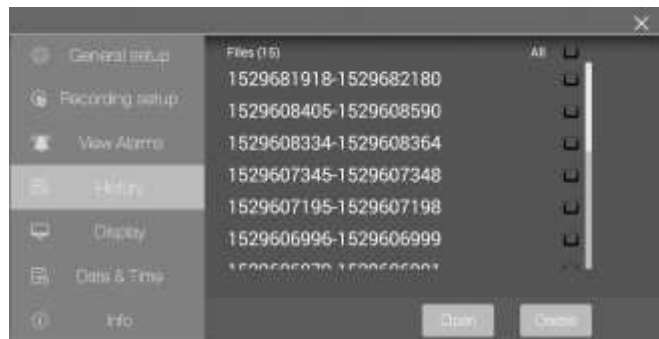 General setup
Recording setup
View Alarms
History
Display
Date & Time
Info
Files (15)
All
1529681918-1529682180
1529608405-1529608590
1529608334-1529608364
1529607345-1529607348
1529607195-1529607198
1529606996-1529606999
Open
Delete